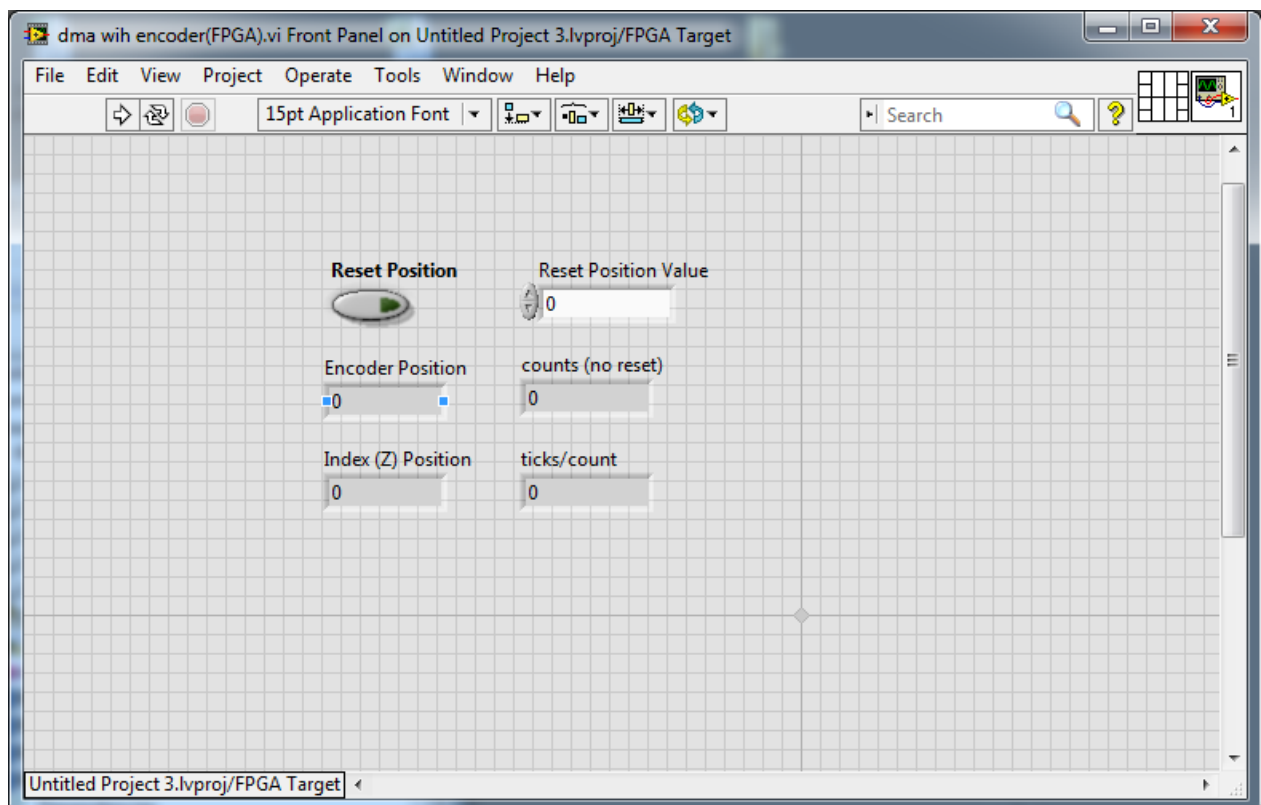 dma wih encoder(FPGA).vi Front Panel on Untitled Project 3.lvproj/FPGA Target
File Edit View Project Operate Tools Window Help
15pt Application Font Search ? 1
Reset Position Reset Position Value
0
Encoder Position counts (no reset)
0 0
Index (Z) Position ticks/count
0 0
Untitled Project 3.lvproj/FPGA Target